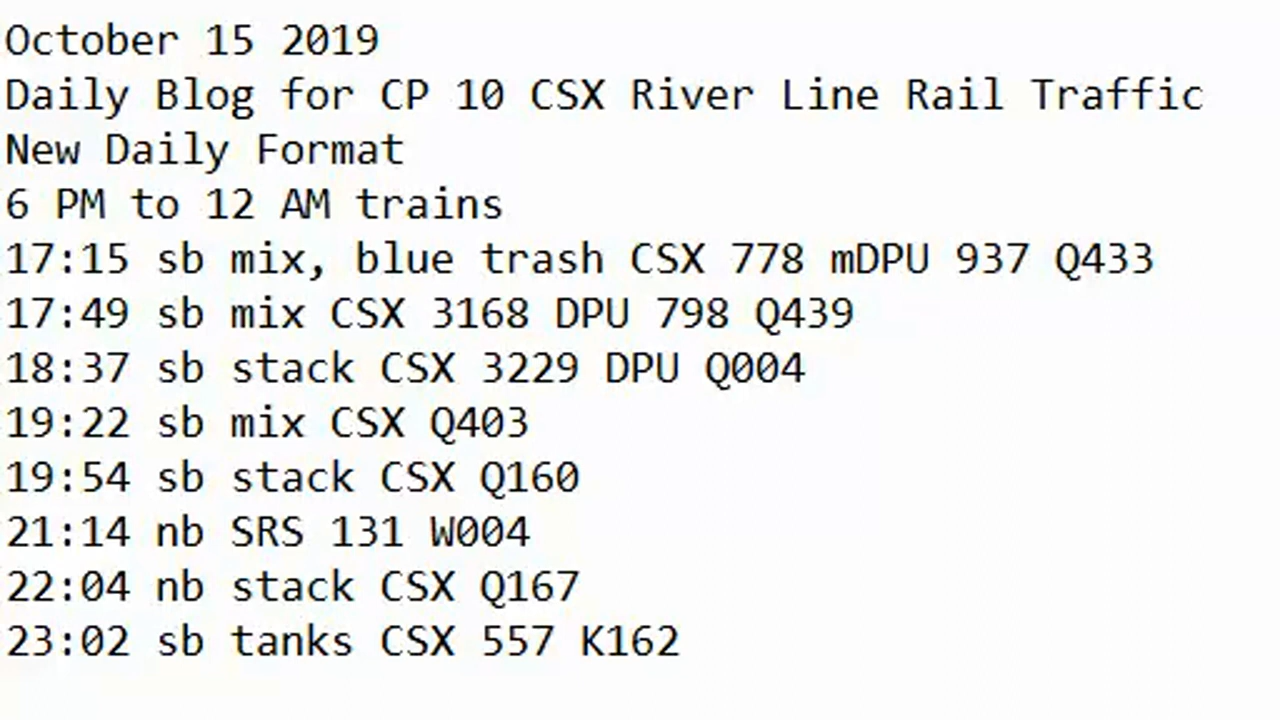 October 15 2019
Daily Blog for CP 10 CSX River Line Rail Traffic
New Daily Format
6 PM to 12 AM trains
17:15 sb mix, blue trash CSX 778 mDPU 937 Q433
17:49 sb mix CSX 3168 DPU 798 Q439
18:37 sb stack CSX 3229 DPU Q004
19:22 sb mix CSX Q403
19:54 sb stack CSX Q160
21:14 nb SRS 131 W004
22:04 nb stack CSX Q167
23:02 sb tanks CSX 557 K162